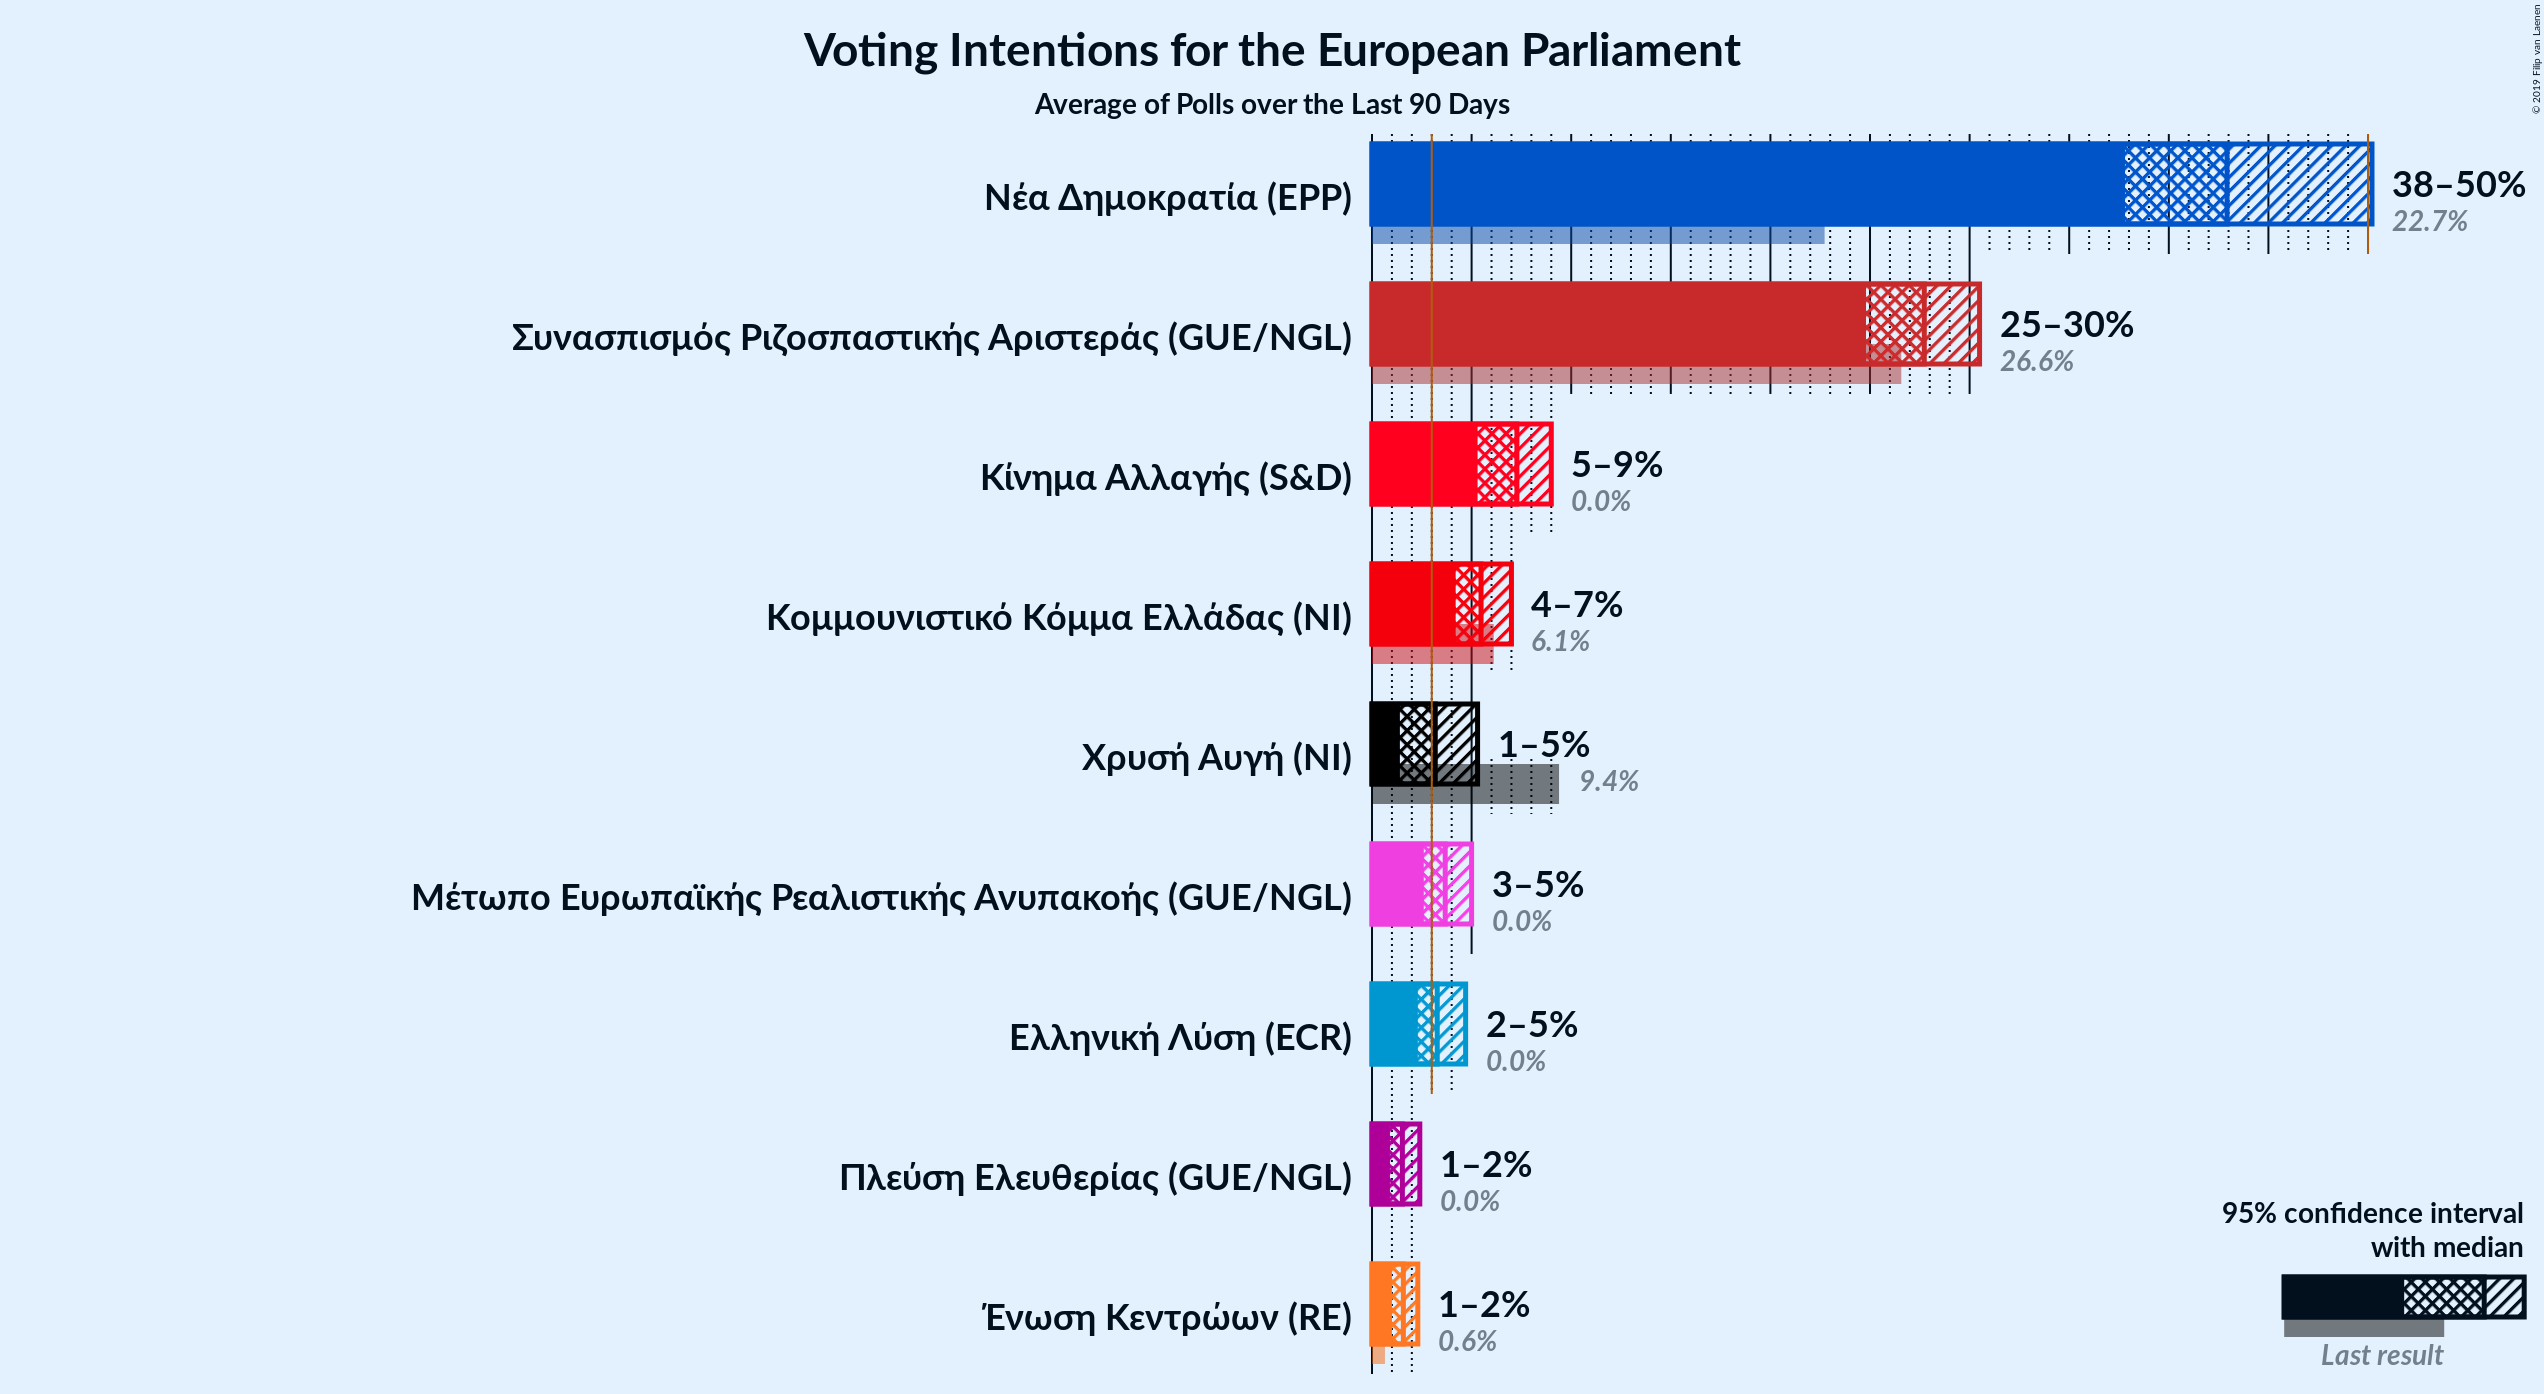 Voting Intentions for the European Parliament
Average of Polls over the Last 90 Days
© 2019 Filip van Laenen
Νέα Δημοκρατία (EPP)
38–50%
22.7%
Συνασπισμός Ριζοσπαστικής Αριστεράς (GUE/NGL)
25–30%
26.6%
Κίνημα Αλλαγής (S&D)
5–9%
0.0%
Κομμουνιστικό Κόμμα Ελλάδας (NI)
4–7%
6.1%
Χρυσή Αυγή (NI)
1–5%
9.4%
Μέτωπο Ευρωπαϊκής Ρεαλιστικής Ανυπακοής (GUE/NGL)
3–5%
0.0%
Ελληνική Λύση (ECR)
2–5%
0.0%
Πλεύση Ελευθερίας (GUE/NGL)
1–2%
0.0%
Ένωση Κεντρώων (RE)
1–2%
0.6%
95% confidence interval
with median
Last result